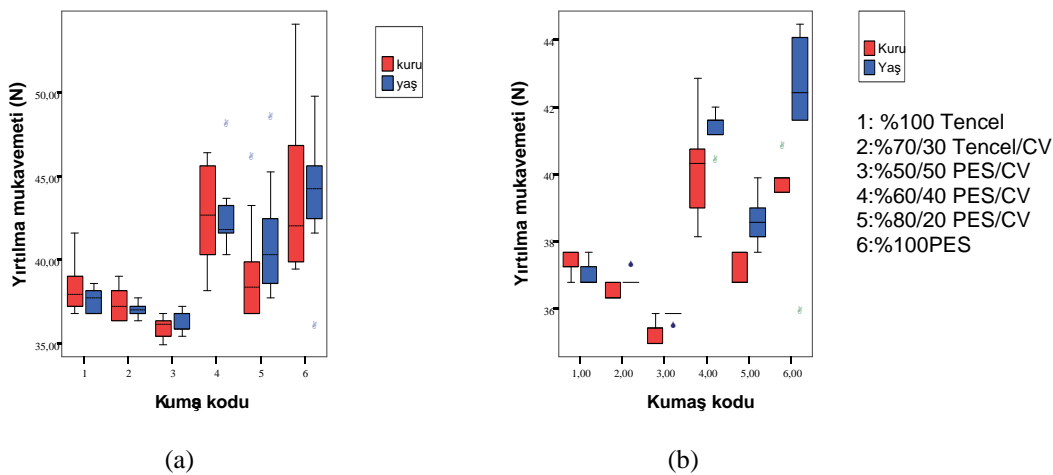 kuru
yaş
Yırtılma mukavemeti (N)
50,00
45,00
40,00
35,00
1 2 3 4 5 6
Kumaş kodu
(a)
Kuru
Yaş
Yırtılma mukavemeti (N)
44
42
40
38
36
1,00 2,00 3,00 4,00 5,00 6,00
Kumaş kodu
(b)
1: %100 Tencel
2:%70/30 Tencel/CV
3:%50/50 PES/CV
4:%60/40 PES/CV
5:%80/20 PES/CV
6:%100PES